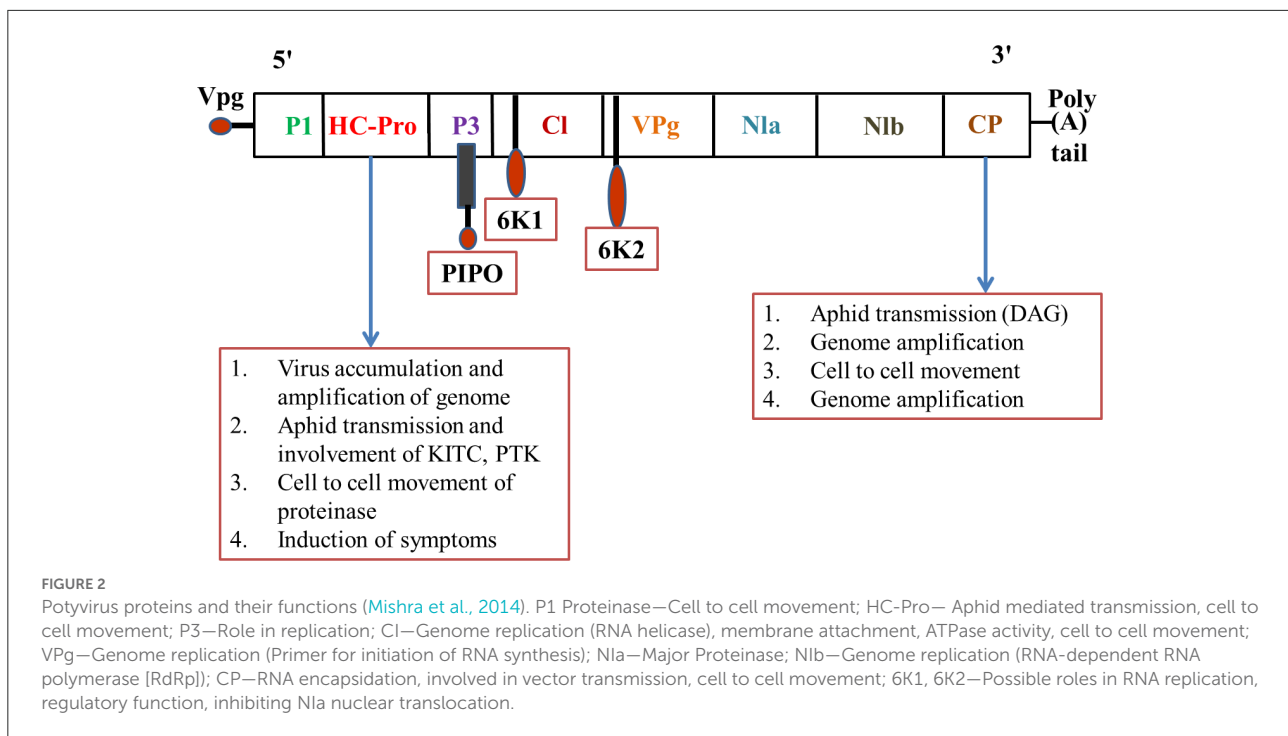 5'
3'
Vpg
P1 HC-Pro P3 Cl VPg Nla Nlb CP
Poly
(A)
tail
6K1
6K2
PIPO
1. Virus accumulation and
amplification of genome
2. Aphid transmission and
involvement of KITC, PTK
3. Cell to cell movement of
proteinase
4. Induction of symptoms
1. Aphid transmission (DAG)
2. Genome amplification
3. Cell to cell movement
4. Genome amplification
FIGURE 2
Potyvirus proteins and their functions (Mishra et al., 2014). P1 Proteinase—Cell to cell movement; HC-Pro— Aphid mediated transmission, cell to
cell movement; P3—Role in replication; CI—Genome replication (RNA helicase), membrane attachment, ATPase activity, cell to cell movement;
VPg—Genome replication (Primer for initiation of RNA synthesis); NIa—Major Proteinase; NIb—Genome replication (RNA-dependent RNA
polymerase [RdRp]); CP—RNA encapsidation, involved in vector transmission, cell to cell movement; 6K1, 6K2—Possible roles in RNA replication,
regulatory function, inhibiting NIa nuclear translocation.